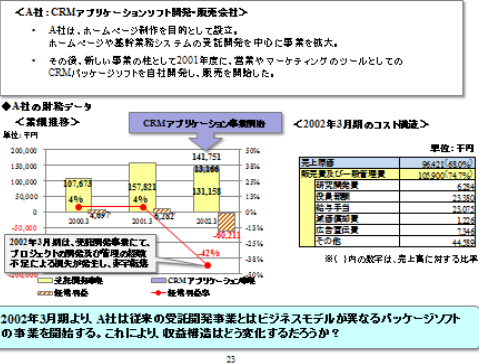 ＜A社：CRMアプリケーションソフト開発・販売会社＞
・ A社は、ホームページ制作を目的として設立。
ホームページや基幹業務システムの受託開発を中心に事業を拡大。
・ その後、新しい事業の柱として2001年度に、営業やマーケティングのツールとしての
CRMパッケージソフトを自社開発し、販売を開始した。
◆A社の財務データ
＜業績推移＞
CRMアプリケーション事業開始
＜2002年3月期のコスト構造＞
単位：千円
単位：千円
200,000
150,000
100,000
50,000
0
-50,000
50%
38%
25%
13%
0%
-13%
-25%
-38%
-50%
107,673
157,821
141,751
13,166
131,158
4%
4%
-42%
4,697
6,282
-60,211
2000.3
2001.3
2002.3
2002年3月期は、受託開発事業にて、
プロジェクトの開発及び管理の経験
不足による損失が発生し、赤字転落
受託開発事業
CRMアプリケーション事業
経常利益
経常利益率
売上原価 96,421(68.0%)
販売費及び一般管理費 105,900(74.7%)
研究開発費 6,284
役員報酬 23,380
給与手当 23,075
減価償却費 1,226
広告宣伝費 7,346
その他 44,589
※( )内の数字は、売上高に対する比率
2002年3月期より、A社は従来の受託開発事業とはビジネスモデルが異なるパッケージソフト
の事業を開始する。これにより、収益構造はどう変化するだろうか？
23